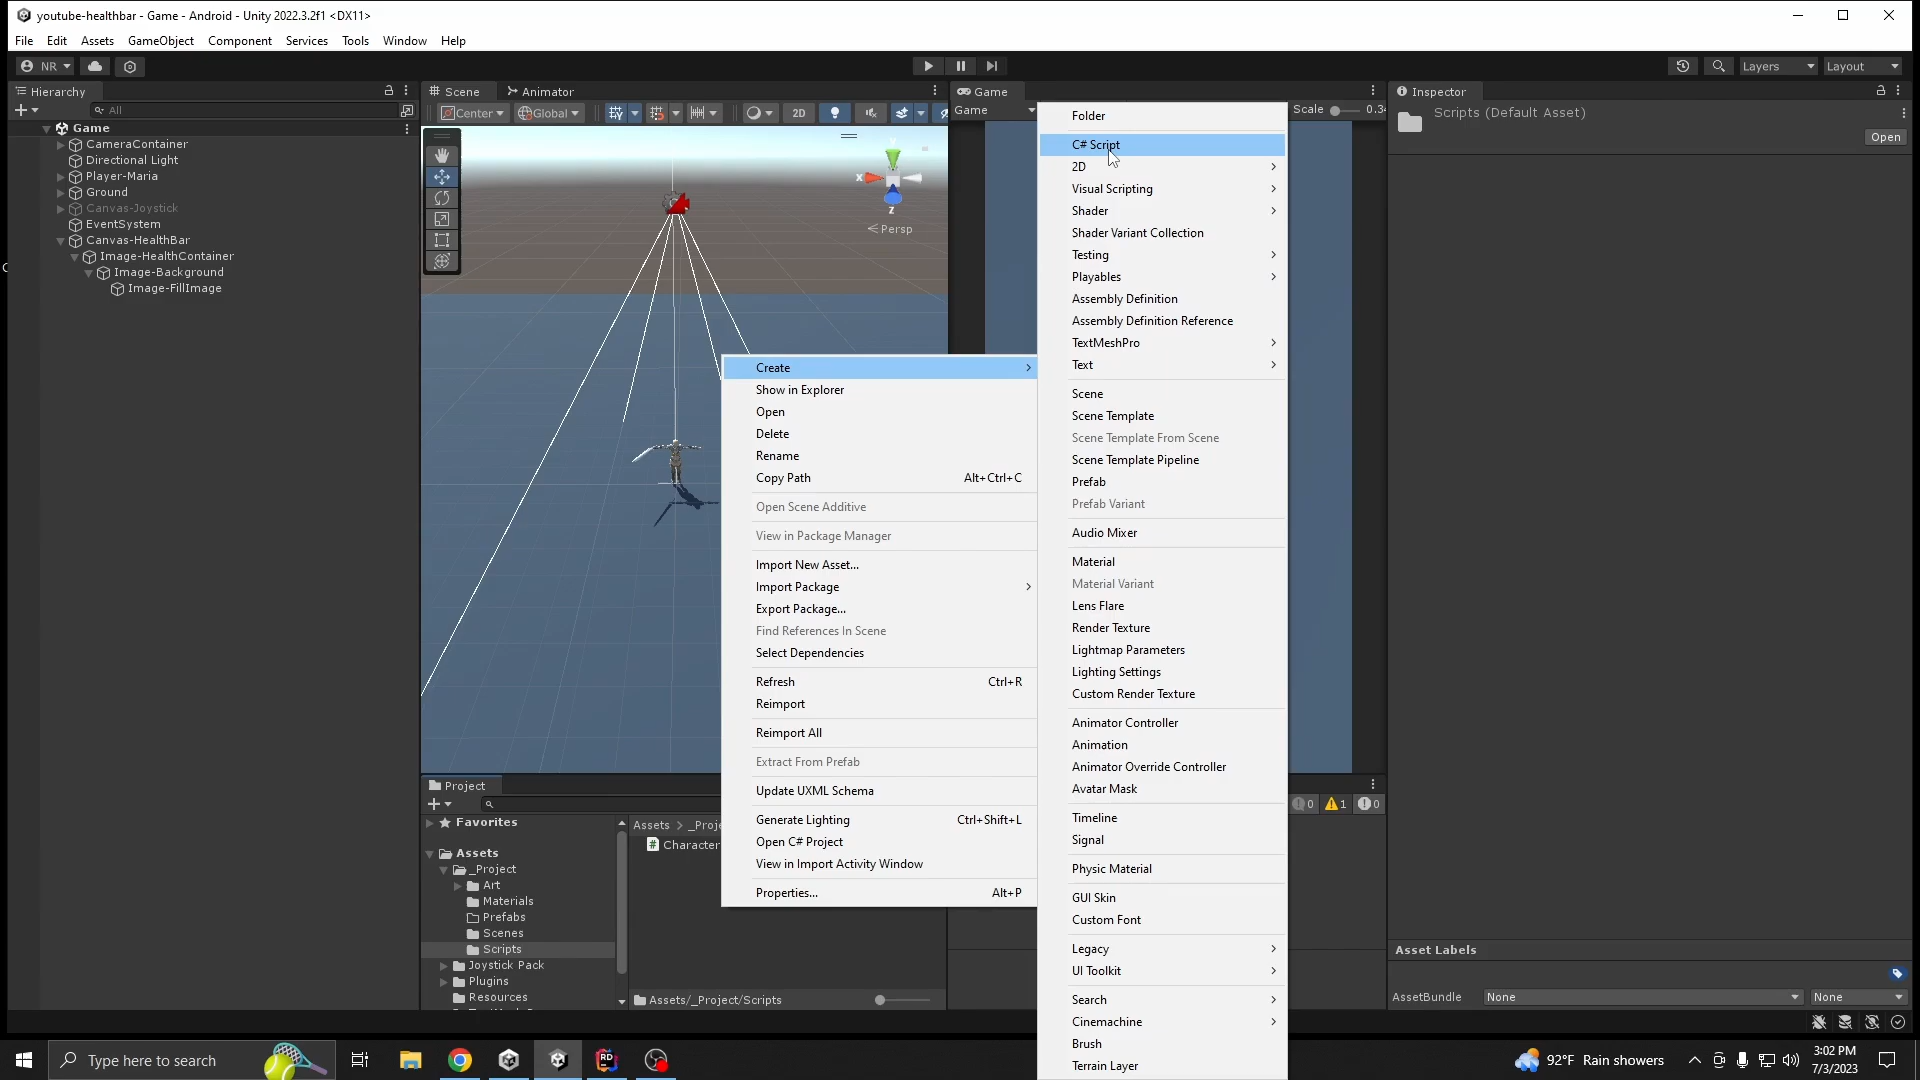 youtube-healthbar - Game - Android - Unity 2022.3.2f1 <DX11>
File Edit Assets GameObject Component Services Tools Window Help
NR
Layers
Layout
Hierarchy
All
Game
CameraContainer
Directional Light
Player-Maria
Ground
Canvas-Joystick
EventSystem
Canvas-HealthBar
Image-HealthContainer
Image-Background
Image-FillImage
Scene
Animator
Center
Global
2D
y
x
z
Persp
Game
Game
Scale
Inspector
Scripts (Default Asset)
Open
Create
Show in Explorer
Open
Delete
Rename
Copy Path Alt+Ctrl+C
Open Scene Additive
View in Package Manager
Import New Asset...
Import Package
Export Package...
Find References In Scene
Select Dependencies
Refresh Ctrl+R
Reimport
Reimport All
Extract From Prefab
Update UXML Schema
Generate Lighting Ctrl+Shift+L
Open C# Project
View in Import Activity Window
Properties... Alt+P
Folder
C# Script
2D
Visual Scripting
Shader
Shader Variant Collection
Testing
Playables
Assembly Definition
Assembly Definition Reference
TextMeshPro
Text
Scene
Scene Template
Scene Template From Scene
Scene Template Pipeline
Prefab
Prefab Variant
Audio Mixer
Material
Material Variant
Lens Flare
Render Texture
Lightmap Parameters
Lighting Settings
Custom Render Texture
Animator Controller
Animation
Animator Override Controller
Avatar Mask
Timeline
Signal
Physic Material
GUI Skin
Custom Font
Legacy
UI Toolkit
Search
Cinemachine
Brush
Terrain Layer
Project
Favorites
Assets
_Project
Art
Materials
Prefabs
Scenes
Scripts
Joystick Pack
Plugins
Resources
Assets > _Proje
Character
Assets/_Project/Scripts
0 1 0
Asset Labels
AssetBundle None None
Type here to search
92°F Rain showers
3:02 PM
7/3/2023